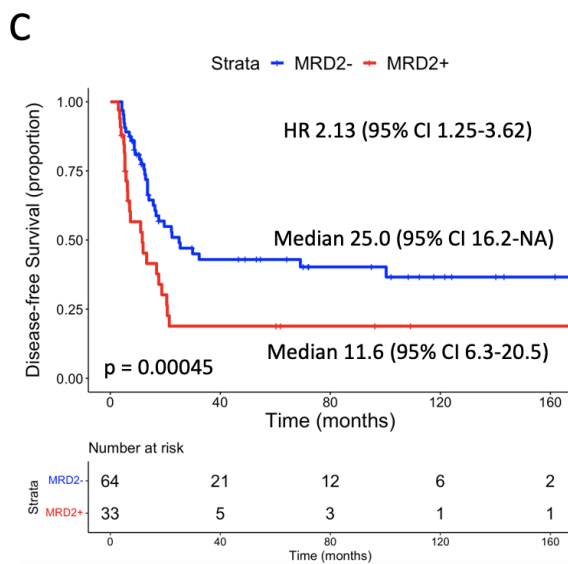 C
Strata MRD2- MRD2+
Disease-free Survival (proportion)
1.00
0.75
0.50
0.25
0.00
HR 2.13 (95% CI 1.25-3.62)
Median 25.0 (95% CI 16.2-NA)
Median 11.6 (95% CI 6.3-20.5)
p = 0.00045
0 40 80 120 160
Time (months)
Number at risk
Strata
MRD2- 64 21 12 6 2
MRD2+ 33 5 3 1 1
0 40 80 120 160
Time (months)